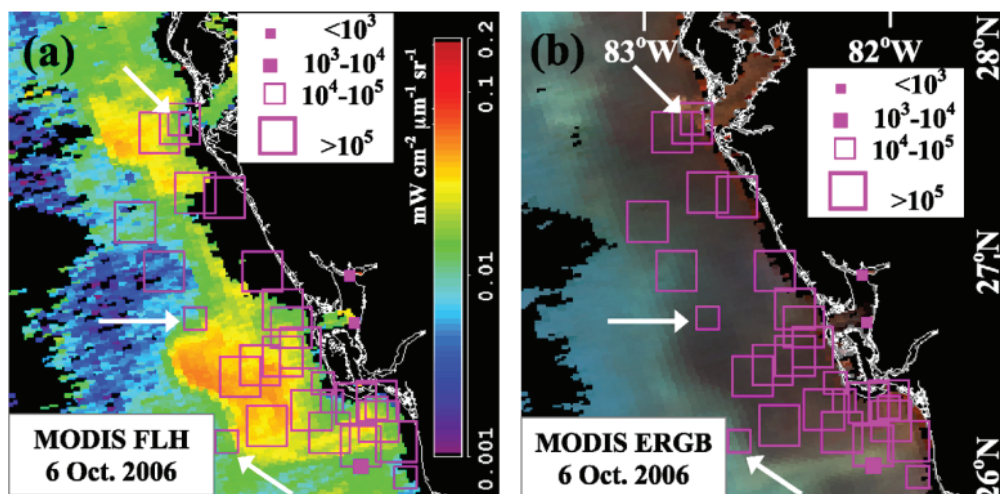 (a)
<10³
10³-10⁴
10⁴-10⁵
>10⁵
mW cm⁻² μm⁻¹ sr⁻¹
0.2
0.1
0.01
0.001
MODIS FLH
6 Oct. 2006
(b)
83°W
82°W
28°N
27°N
26°N
<10³
10³-10⁴
10⁴-10⁵
>10⁵
MODIS ERGB
6 Oct. 2006